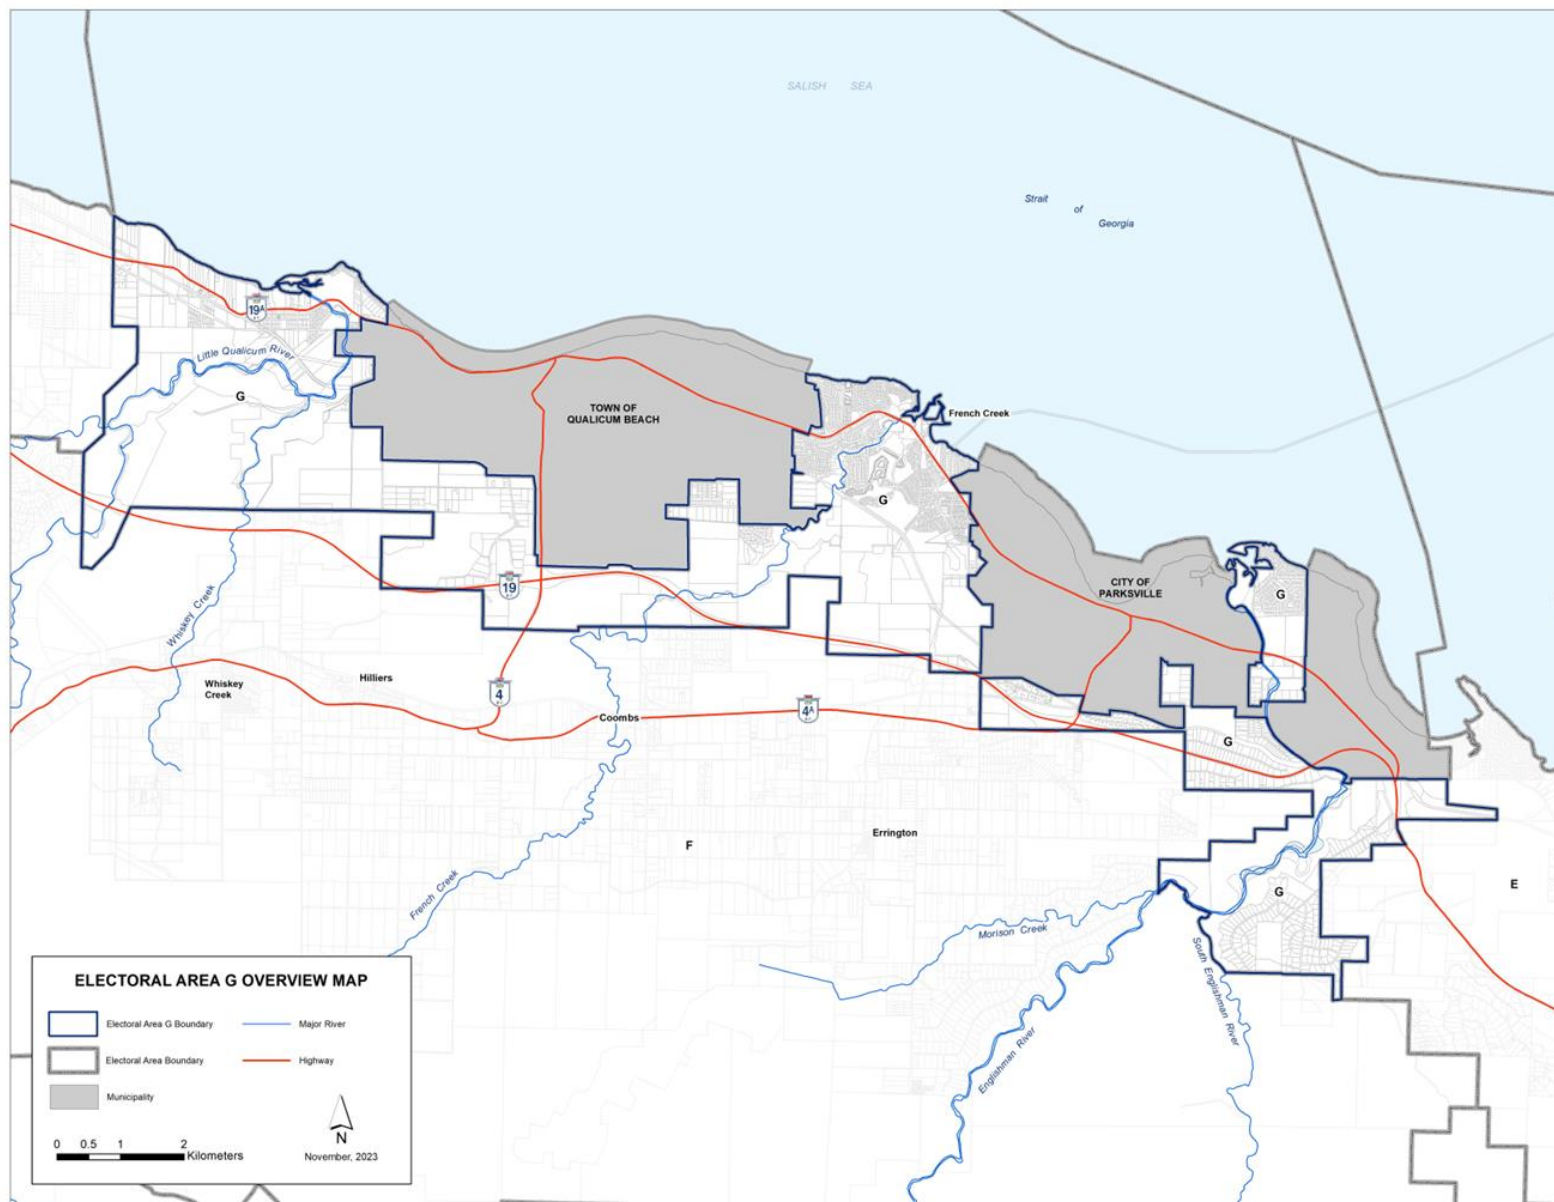 SALISH SEA
Strait
of
Georgia
19A
Little Qualicum River
G
TOWN OF
QUALICUM BEACH
French Creek
G
19
CITY OF
PARKSVILLE
G
Whiskey Creek
Whiskey
Creek
Hilliers
4
Coombs
4A
G
F
Errington
G
E
French Creek
Morison Creek
South Englishman River
Englishman River
ELECTORAL AREA G OVERVIEW MAP
Electoral Area G Boundary
Major River
Electoral Area Boundary
Highway
Municipality
0 0.5 1 2
Kilometers
N
November, 2023